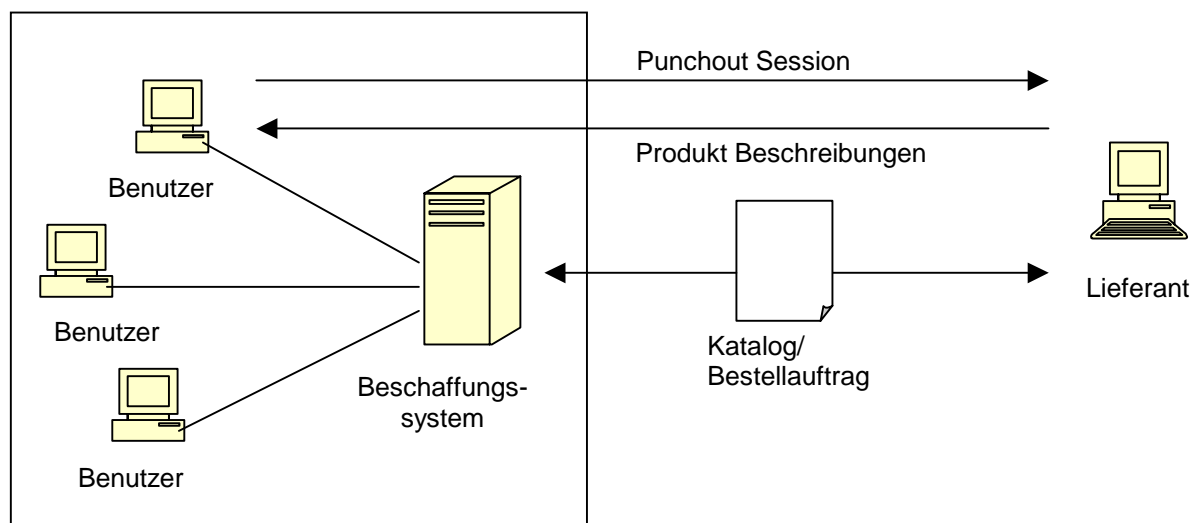 Punchout Session
Produkt Beschreibungen
Benutzer
Benutzer
Benutzer
Beschaffungs-
system
Katalog/
Bestellauftrag
Lieferant